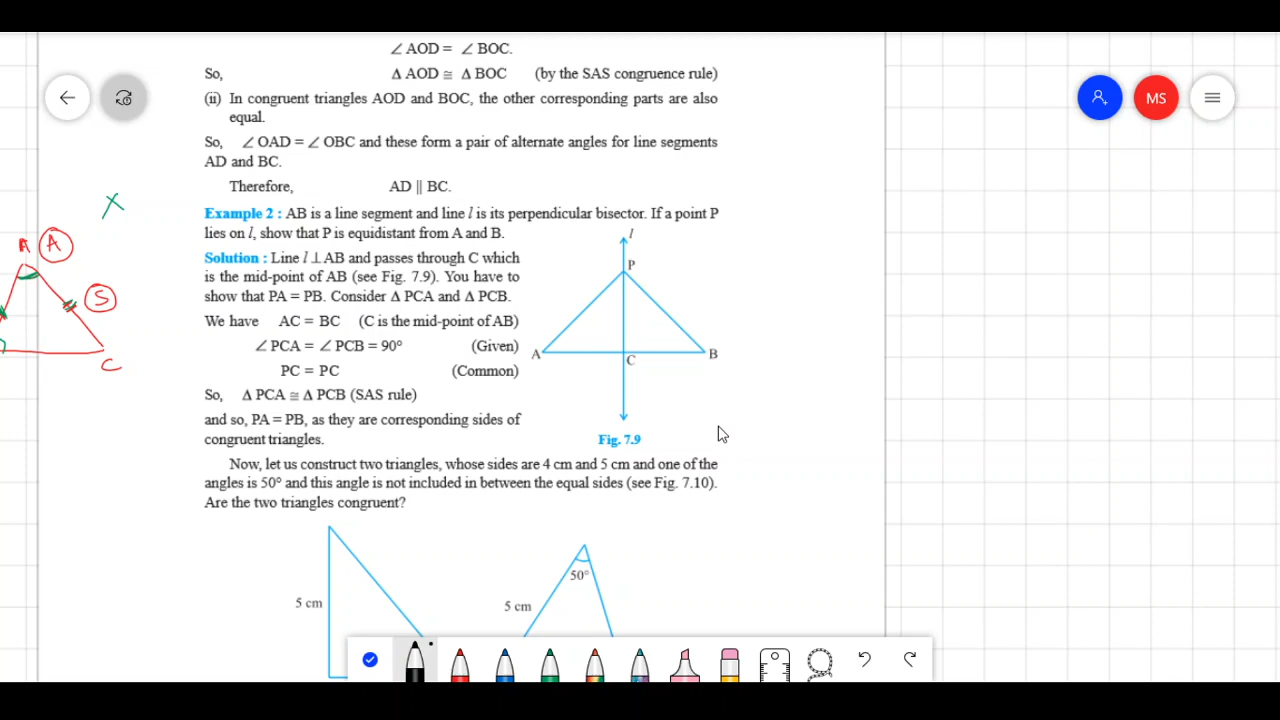 ∠ AOD = ∠ BOC.
So, Δ AOD ≅ Δ BOC (by the SAS congruence rule)
(ii) In congruent triangles AOD and BOC, the other corresponding parts are also
equal.
So, ∠ OAD = ∠ OBC and these form a pair of alternate angles for line segments
AD and BC.
Therefore, AD || BC.
Example 2 : AB is a line segment and line l is its perpendicular bisector. If a point P
lies on l, show that P is equidistant from A and B.
Solution : Line l ⊥ AB and passes through C which
is the mid-point of AB (see Fig. 7.9). You have to
show that PA = PB. Consider Δ PCA and Δ PCB.
We have AC = BC (C is the mid-point of AB)
∠ PCA = ∠ PCB = 90° (Given)
PC = PC (Common)
So, Δ PCA ≅ Δ PCB (SAS rule)
and so, PA = PB, as they are corresponding sides of
congruent triangles.
l
P
A
C
B
Fig. 7.9
Now, let us construct two triangles, whose sides are 4 cm and 5 cm and one of the
angles is 50° and this angle is not included in between the equal sides (see Fig. 7.10).
Are the two triangles congruent?
5 cm
50°
5 cm
X
A
A
S
C
MS